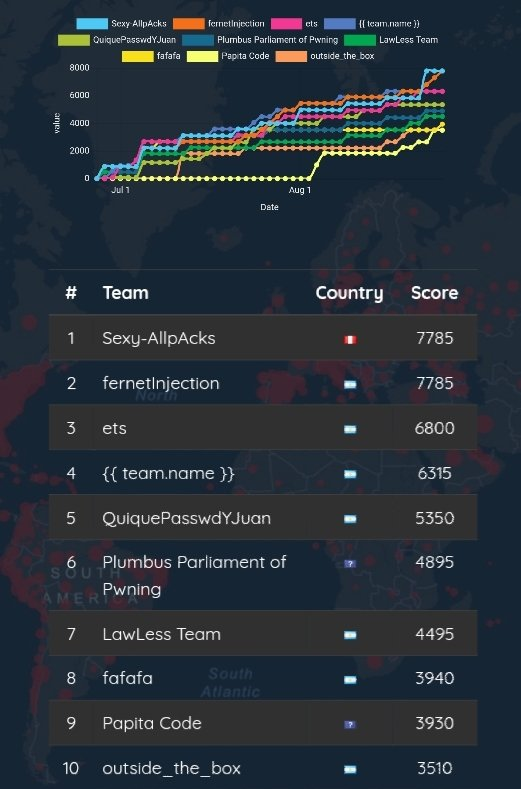 Sexy-AllpAcks fernetInjection ets {{ team.name }}
QuiquePasswdYJuan Plumbus Parliament of Pwning LawLess Team
fafafa Papita Code outside_the_box
8000
6000
4000
2000
0
value
Jul 1 Aug 1
Date
# Team Country Score
1 Sexy-AllpAcks 7785
2 fernetInjection 7785
3 ets 6800
4 {{ team.name }} 6315
5 QuiquePasswdYJuan 5350
6 Plumbus Parliament of Pwning 4895
7 LawLess Team 4495
8 fafafa 3940
9 Papita Code 3930
10 outside_the_box 3510
North
SOUTH
AMERICA
South
Atlantic